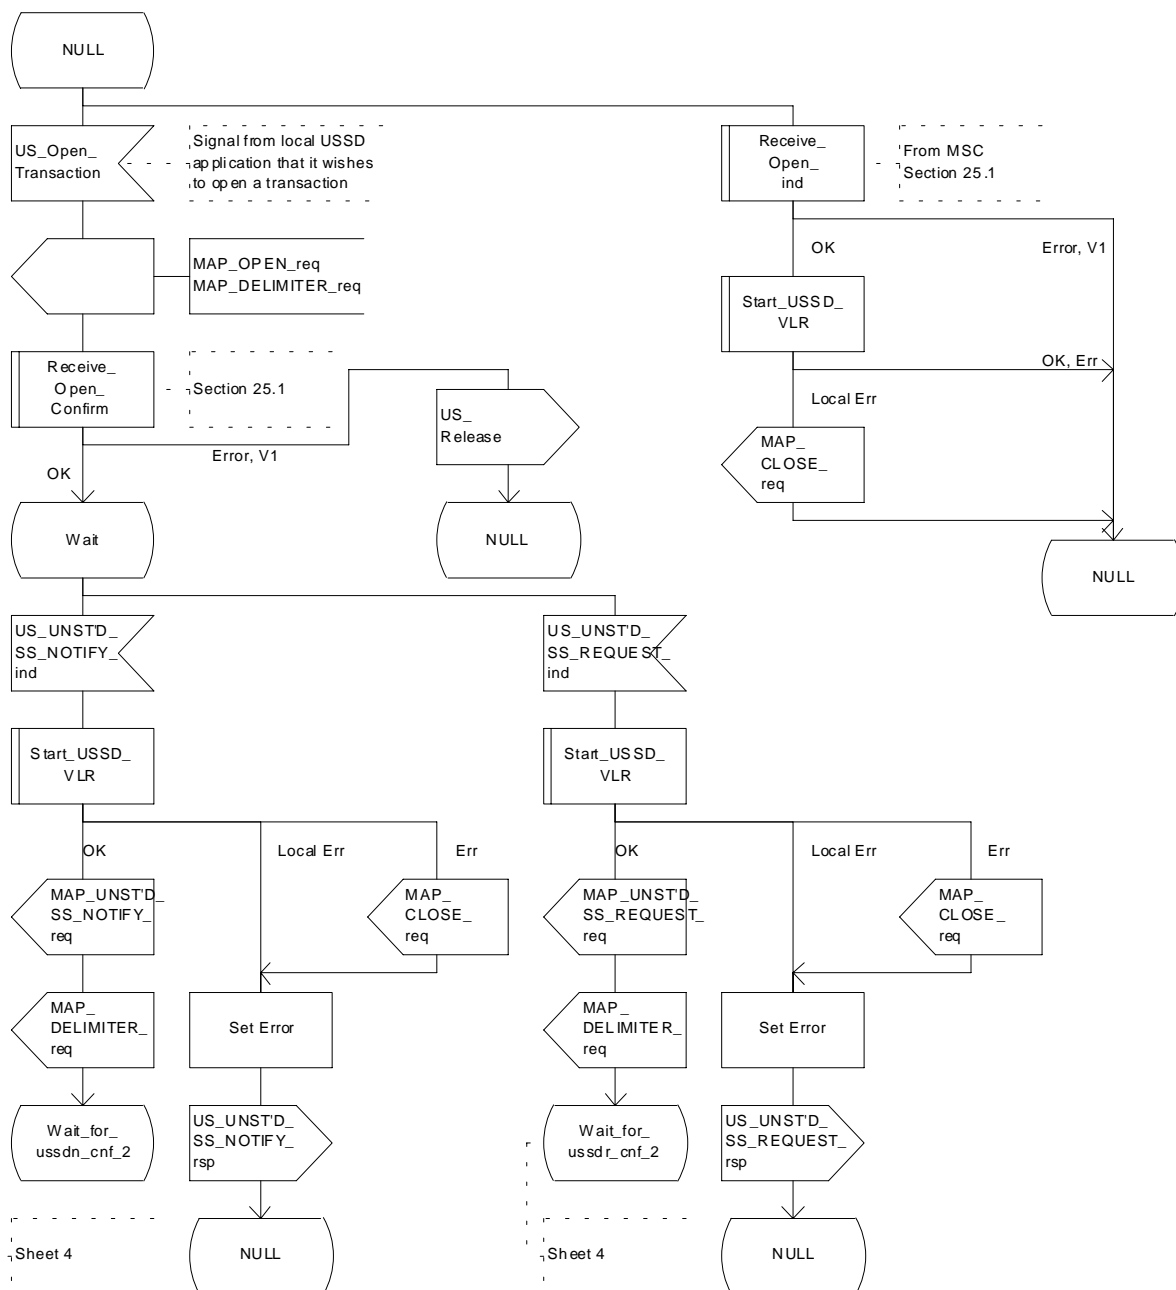 NULL
US_Open_
Transaction
Signal from local USSD
application that it wishes
to open a transaction
Receive_
Open_
ind
From MSC
Section 25.1
MAP_OPEN_req
MAP_DELIMITER_req
OK
Error, V1
Start_USSD_
VLR
Receive_
Open_
Confirm
Section 25.1
OK, Err
Local Err
US_
Release
Error, V1
OK
MAP_
CLOSE_
req
Wait
NULL
NULL
US_UNST'D_
SS_NOTIFY_
ind
US_UNST'D_
SS_REQUEST_
ind
Start_USSD_
VLR
Start_USSD_
VLR
OK
Local Err
Err
OK
Local Err
Err
MAP_UNST'D_
SS_NOTIFY_
req
MAP_
CLOSE_
req
MAP_UNST'D_
SS_REQUEST_
req
MAP_
CLOSE_
req
MAP_
DELIMITER_
req
Set Error
MAP_
DELIMITER_
req
Set Error
Wait_for_
ussdn_cnf_2
US_UNST'D_
SS_NOTIFY_
rsp
Wait_for_
ussdr_cnf_2
US_UNST'D_
SS_REQUEST_
rsp
Sheet 4
NULL
Sheet 4
NULL